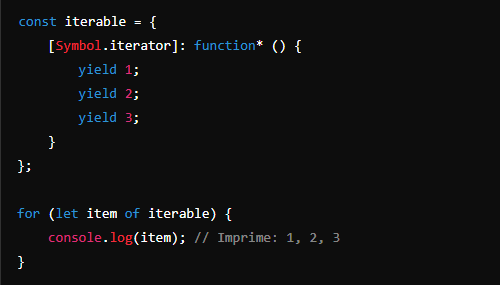 const iterable = {
    [Symbol.iterator]: function* () {
        yield 1;
        yield 2;
        yield 3;
    }
};

for (let item of iterable) {
    console.log(item); // Imprime: 1, 2, 3
}